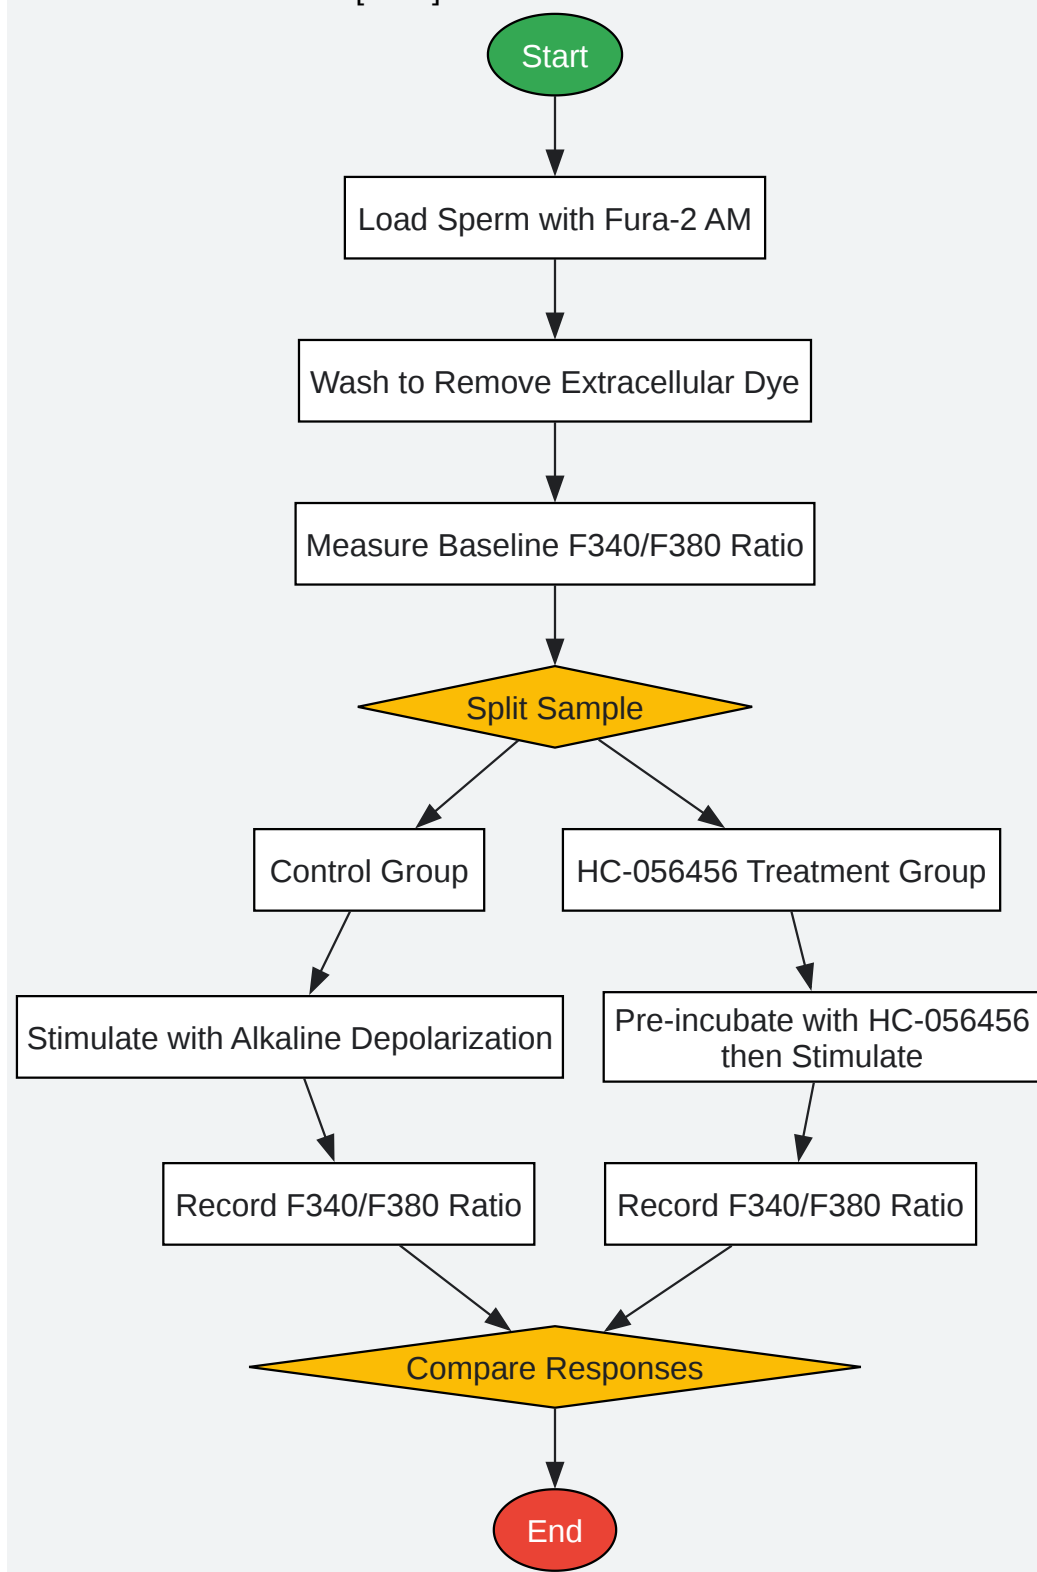 Start
Load Sperm with Fura-2 AM
Wash to Remove Extracellular Dye
Measure Baseline F340/F380 Ratio
Split Sample
Control Group
HC-056456 Treatment Group
Stimulate with Alkaline Depolarization
Pre-incubate with HC-056456
then Stimulate
Record F340/F380 Ratio
Record F340/F380 Ratio
Compare Responses
End